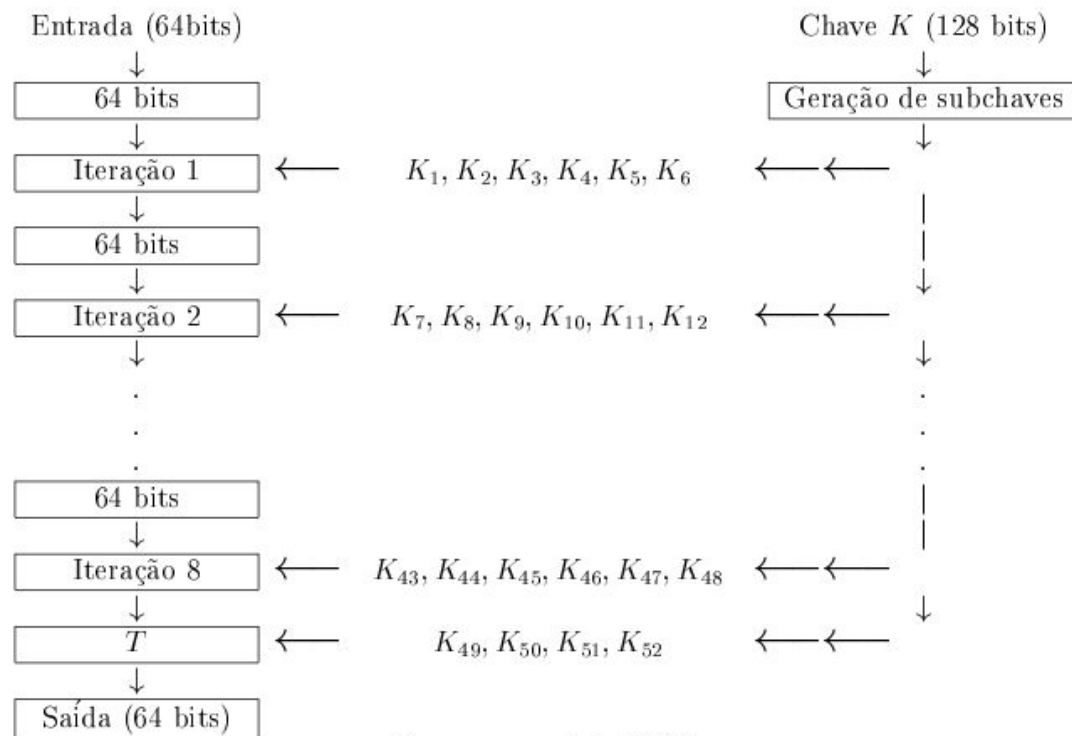 Entrada (64bits)
Chave K (128 bits)
64 bits
Geração de subchaves
Iteração 1
K1, K2, K3, K4, K5, K6
64 bits
Iteração 2
K7, K8, K9, K10, K11, K12
64 bits
Iteração 8
K43, K44, K45, K46, K47, K48
T
K49, K50, K51, K52
Saída (64 bits)